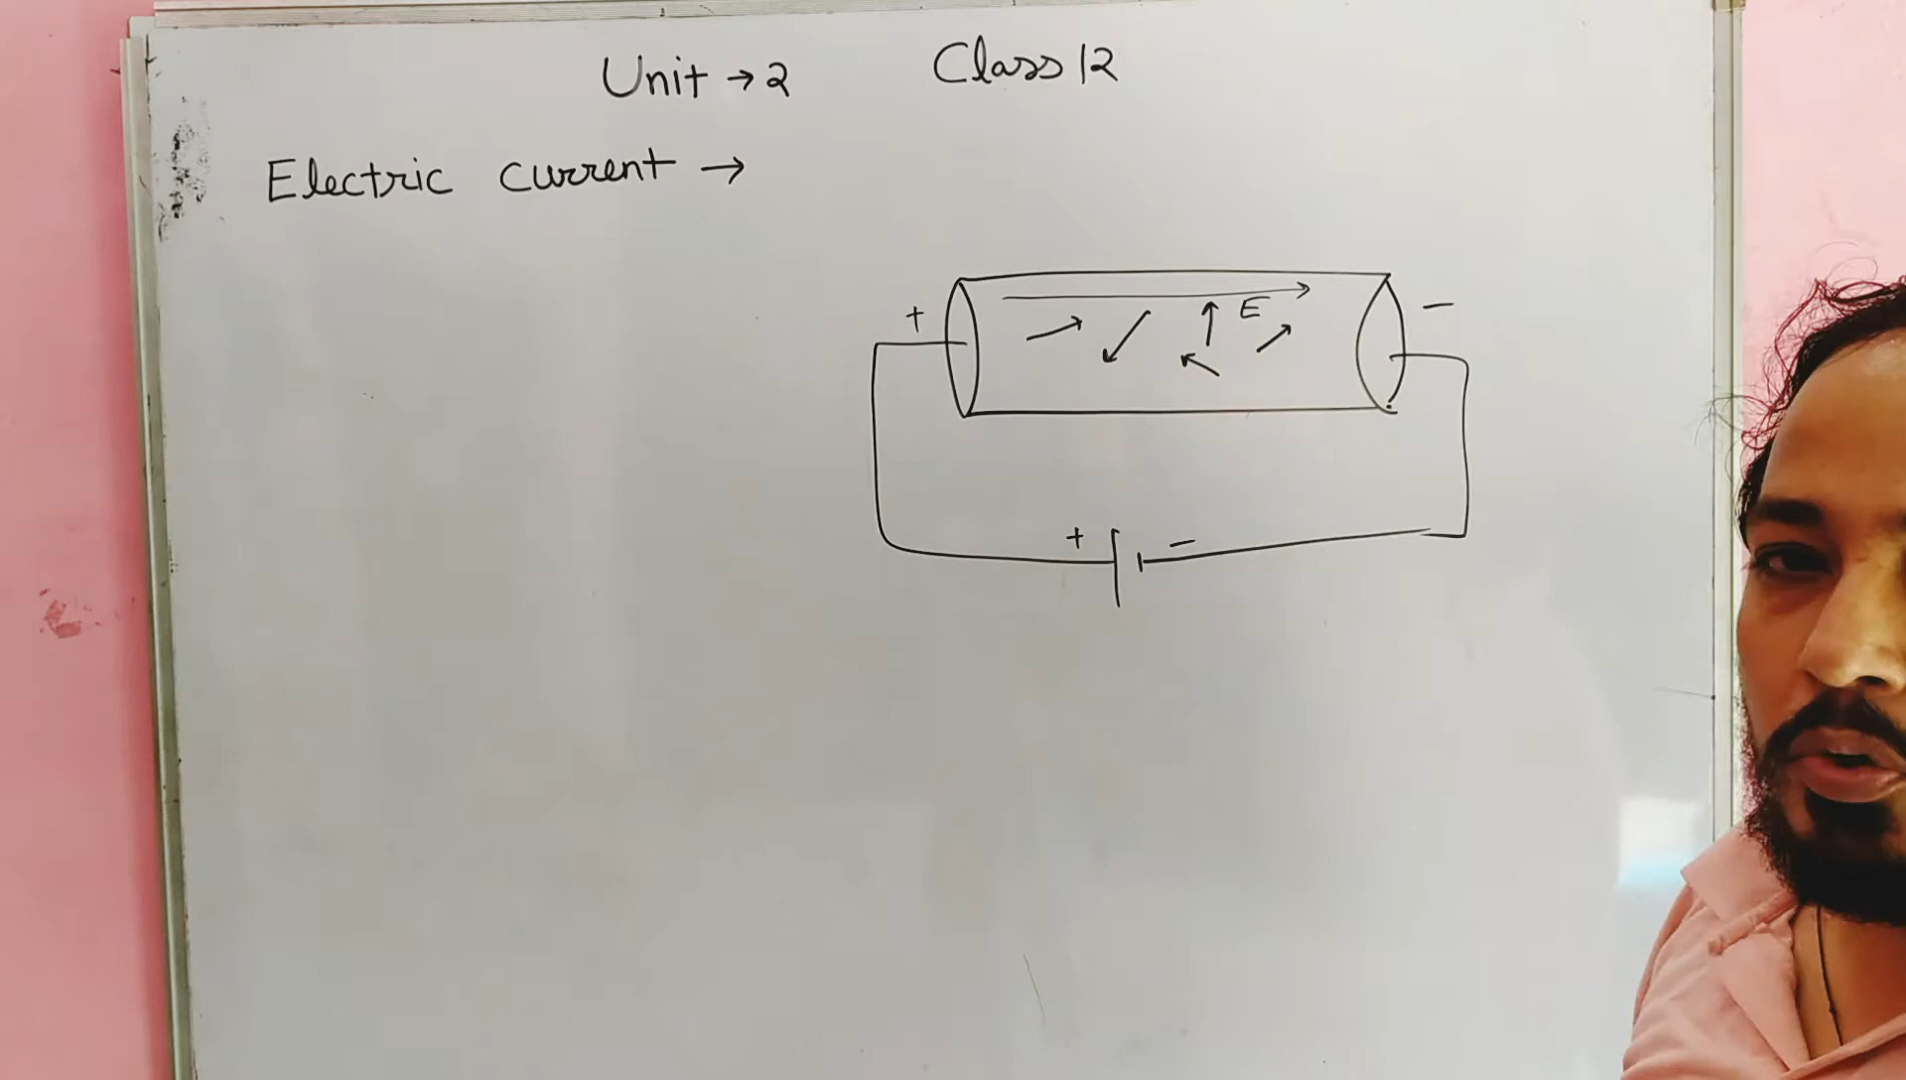 Unit → 2 Class 12
Electric current →
+ E −
+ −